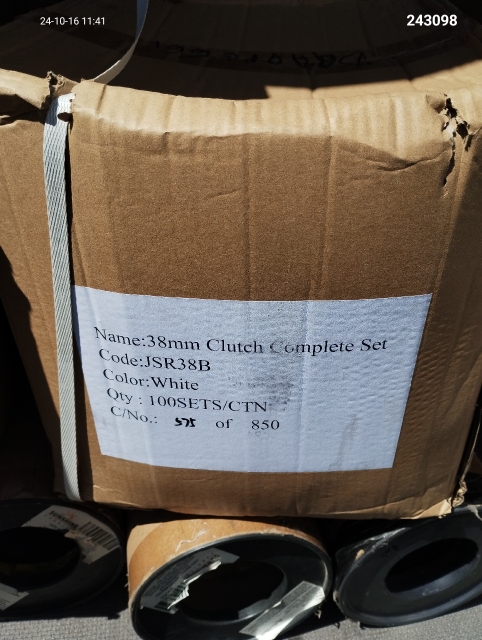 24-10-16 11:41
243098
Name:38mm Clutch Complete Set
Code:JSR38B
Color:White
Qty : 100SETS/CTN
C/No.: 575 of 850